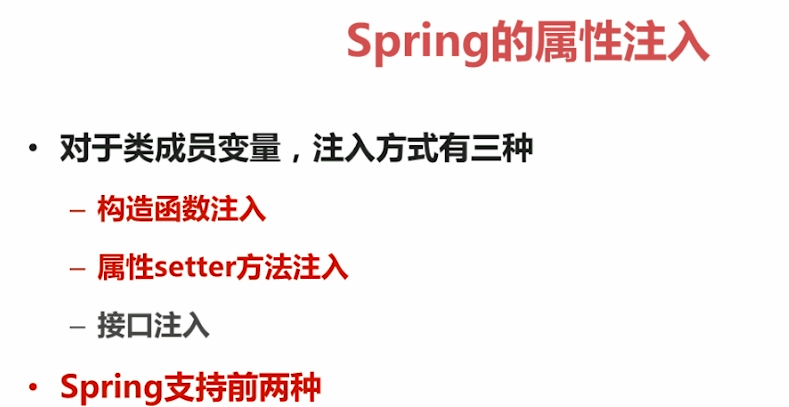 Spring的属性注入
• 对于类成员变量，注入方式有三种
– 构造函数注入
– 属性setter方法注入
– 接口注入
• Spring支持前两种